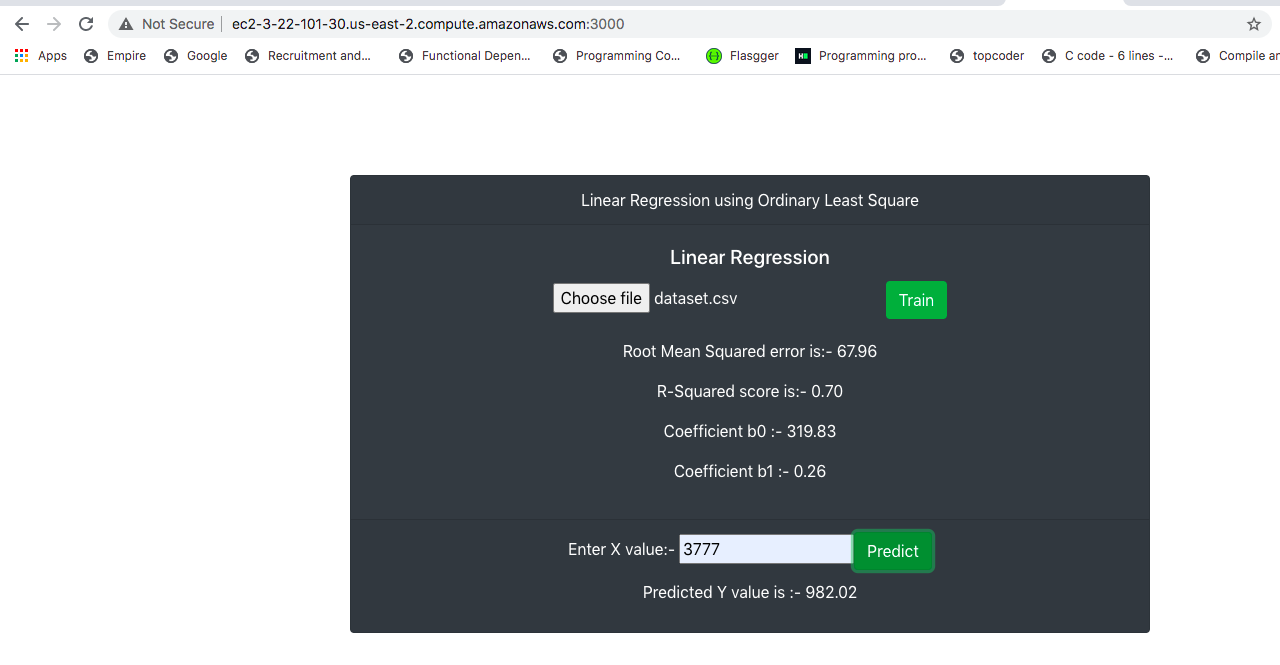 Not Secure | ec2-3-22-101-30.us-east-2.compute.amazonaws.com:3000
Apps Empire Google Recruitment and... Functional Depen... Programming Co... Flasgger Programming pro... topcoder C code - 6 lines -... Compile an
Linear Regression using Ordinary Least Square
Linear Regression
Choose file dataset.csv Train
Root Mean Squared error is:- 67.96
R-Squared score is:- 0.70
Coefficient b0 :- 319.83
Coefficient b1 :- 0.26
Enter X value:- 3777 Predict
Predicted Y value is :- 982.02